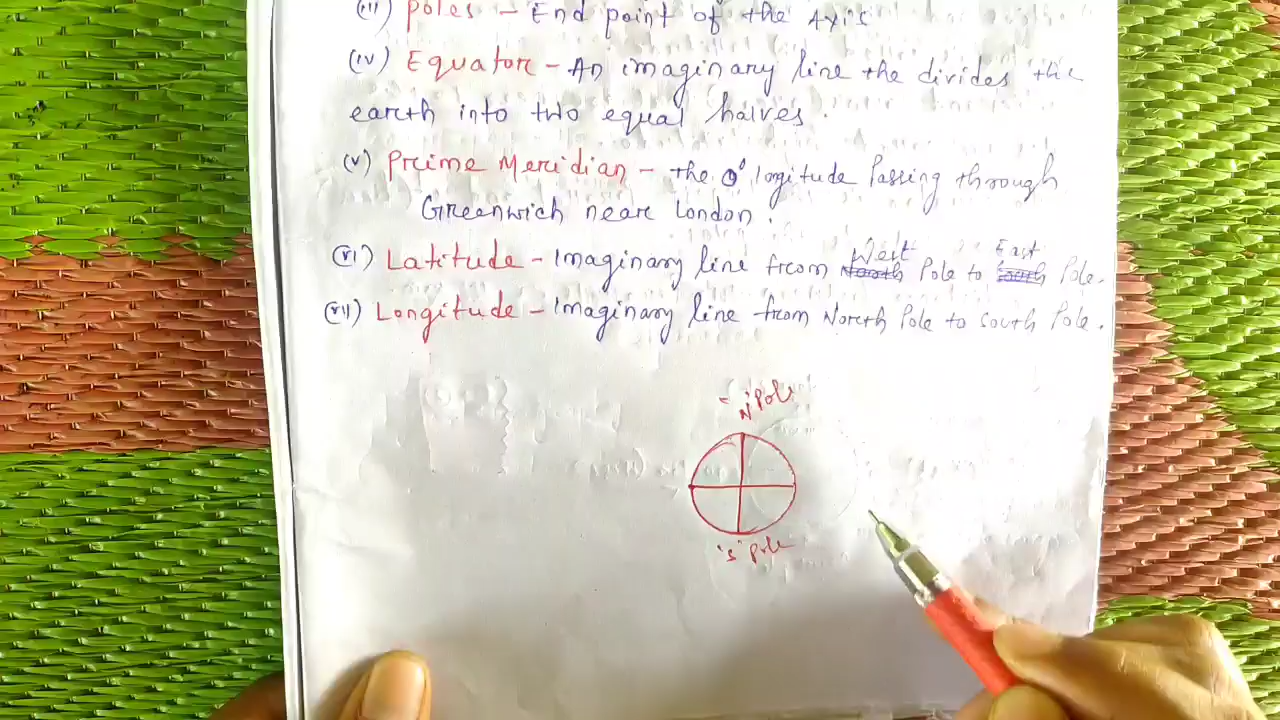 (iii) Poles - End point of the Axis
(iv) Equator - An imaginary line the divides the
earth into two equal halves.
(v) Prime Meridian - the 0° logitude Passing through
Greenwich near London.
(vi) Latitude - Imaginary line from West Pole to East Pole.
(vii) Longitude - Imaginary line from North Pole to South Pole.
'N' Pole
's' pole